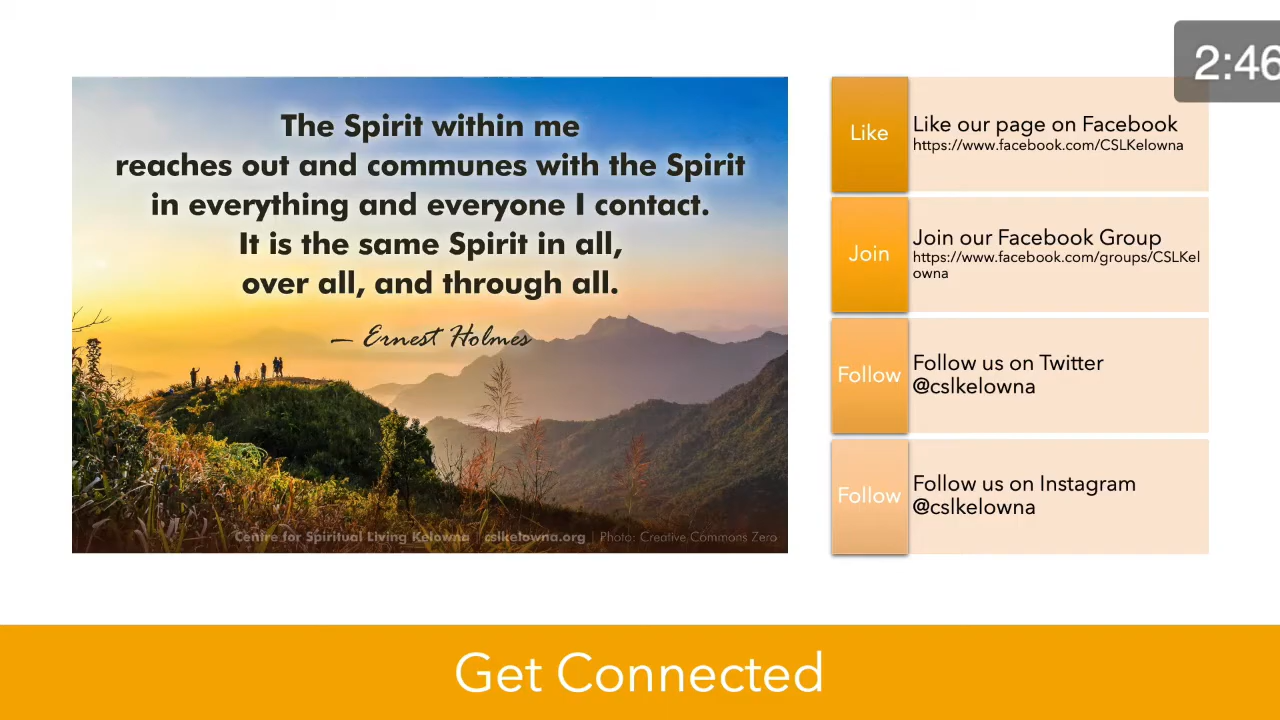 The Spirit within me
reaches out and communes with the Spirit
in everything and everyone I contact.
It is the same Spirit in all,
over all, and through all.
— Ernest Holmes
Centre for Spiritual Living Kelowna | cslkelowna.org | Photo: Creative Commons Zero
2:46
Like
Like our page on Facebook
https://www.facebook.com/CSLKelowna
Join
Join our Facebook Group
https://www.facebook.com/groups/CSLKel
owna
Follow
Follow us on Twitter
@cslkelowna
Follow
Follow us on Instagram
@cslkelowna
Get Connected